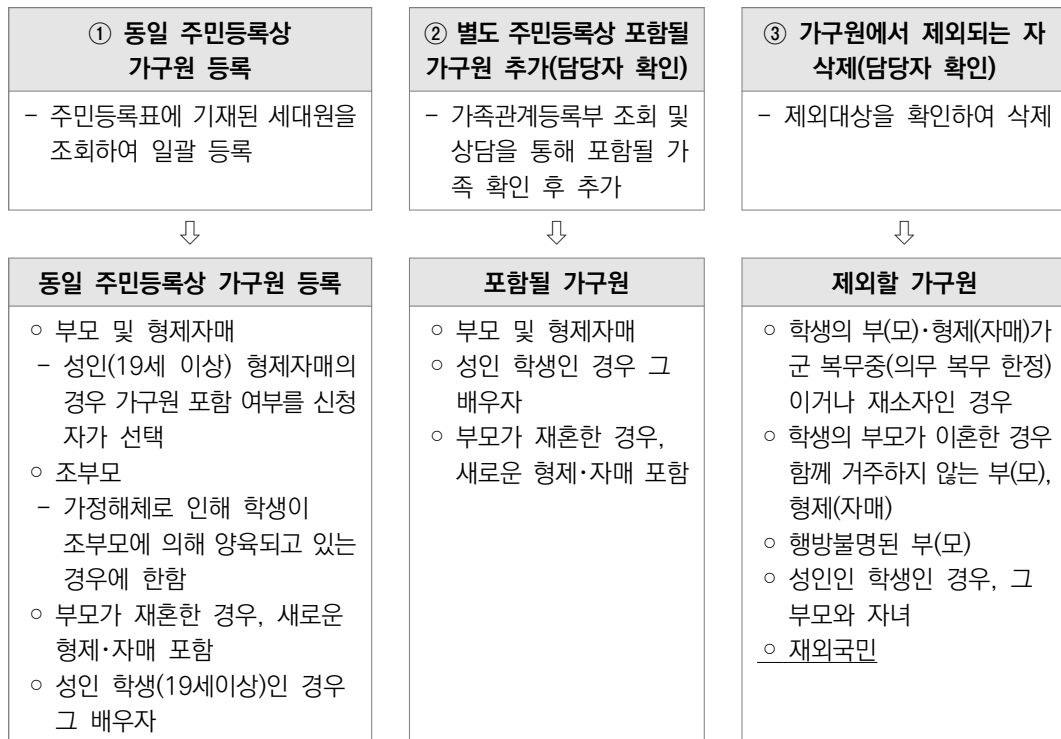 ① 동일 주민등록상
가구원 등록
- 주민등록표에 기재된 세대원을
조회하여 일괄 등록
⇩
동일 주민등록상 가구원 등록
○ 부모 및 형제자매
- 성인(19세 이상) 형제자매의
경우 가구원 포함 여부를 신청
자가 선택
○ 조부모
- 가정해체로 인해 학생이
조부모에 의해 양육되고 있는
경우에 한함
○ 부모가 재혼한 경우, 새로운
형제·자매 포함
○ 성인 학생(19세이상)인 경우
그 배우자
② 별도 주민등록상 포함될
가구원 추가(담당자 확인)
- 가족관계등록부 조회 및
상담을 통해 포함될 가
족 확인 후 추가
⇩
포함될 가구원
○ 부모 및 형제자매
○ 성인 학생인 경우 그
배우자
○ 부모가 재혼한 경우,
새로운 형제·자매 포함
③ 가구원에서 제외되는 자
삭제(담당자 확인)
- 제외대상을 확인하여 삭제
⇩
제외할 가구원
○ 학생의 부(모)·형제(자매)가
군 복무중(의무 복무 한정)
이거나 재소자인 경우
○ 학생의 부모가 이혼한 경우
함께 거주하지 않는 부(모),
형제(자매)
○ 행방불명된 부(모)
○ 성인인 학생인 경우, 그
부모와 자녀
○ 재외국민